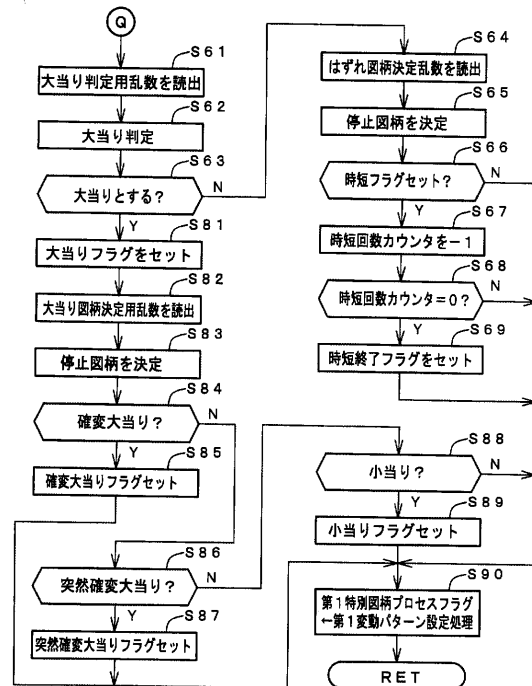 Q
S61
大当り判定用乱数を読出
S62
大当り判定
S63
大当りとする?
N
Y
S81
大当りフラグをセット
S82
大当り図柄決定用乱数を読出
S83
停止図柄を決定
S84
確変大当り?
N
Y
S85
確変大当りフラグセット
S86
突然確変大当り?
N
Y
S87
突然確変大当りフラグセット
S64
はずれ図柄決定乱数を読出
S65
停止図柄を決定
S66
時短フラグセット?
N
Y
S67
時短回数カウンタを-1
S68
時短回数カウンタ=0?
N
Y
S69
時短終了フラグをセット
S88
小当り?
N
Y
S89
小当りフラグセット
S90
第1特別図柄プロセスフラグ
←第1変動パターン設定処理
RET